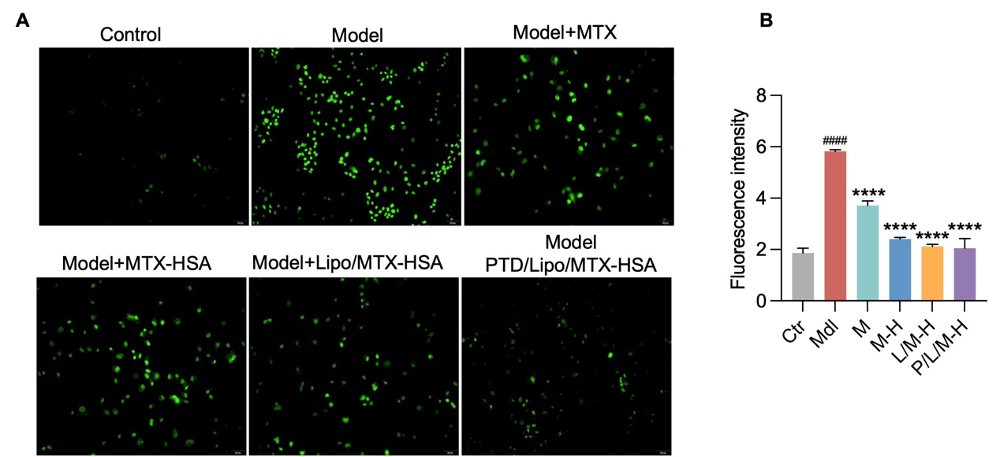 A
Control
Model
Model+MTX
Model+MTX-HSA
Model+Lipo/MTX-HSA
Model
PTD/Lipo/MTX-HSA
B
Fluorescence intensity
8
6
4
2
0
####
****
****
****
****
Ctr
Mdl
M
M-H
L/M-H
P/L/M-H